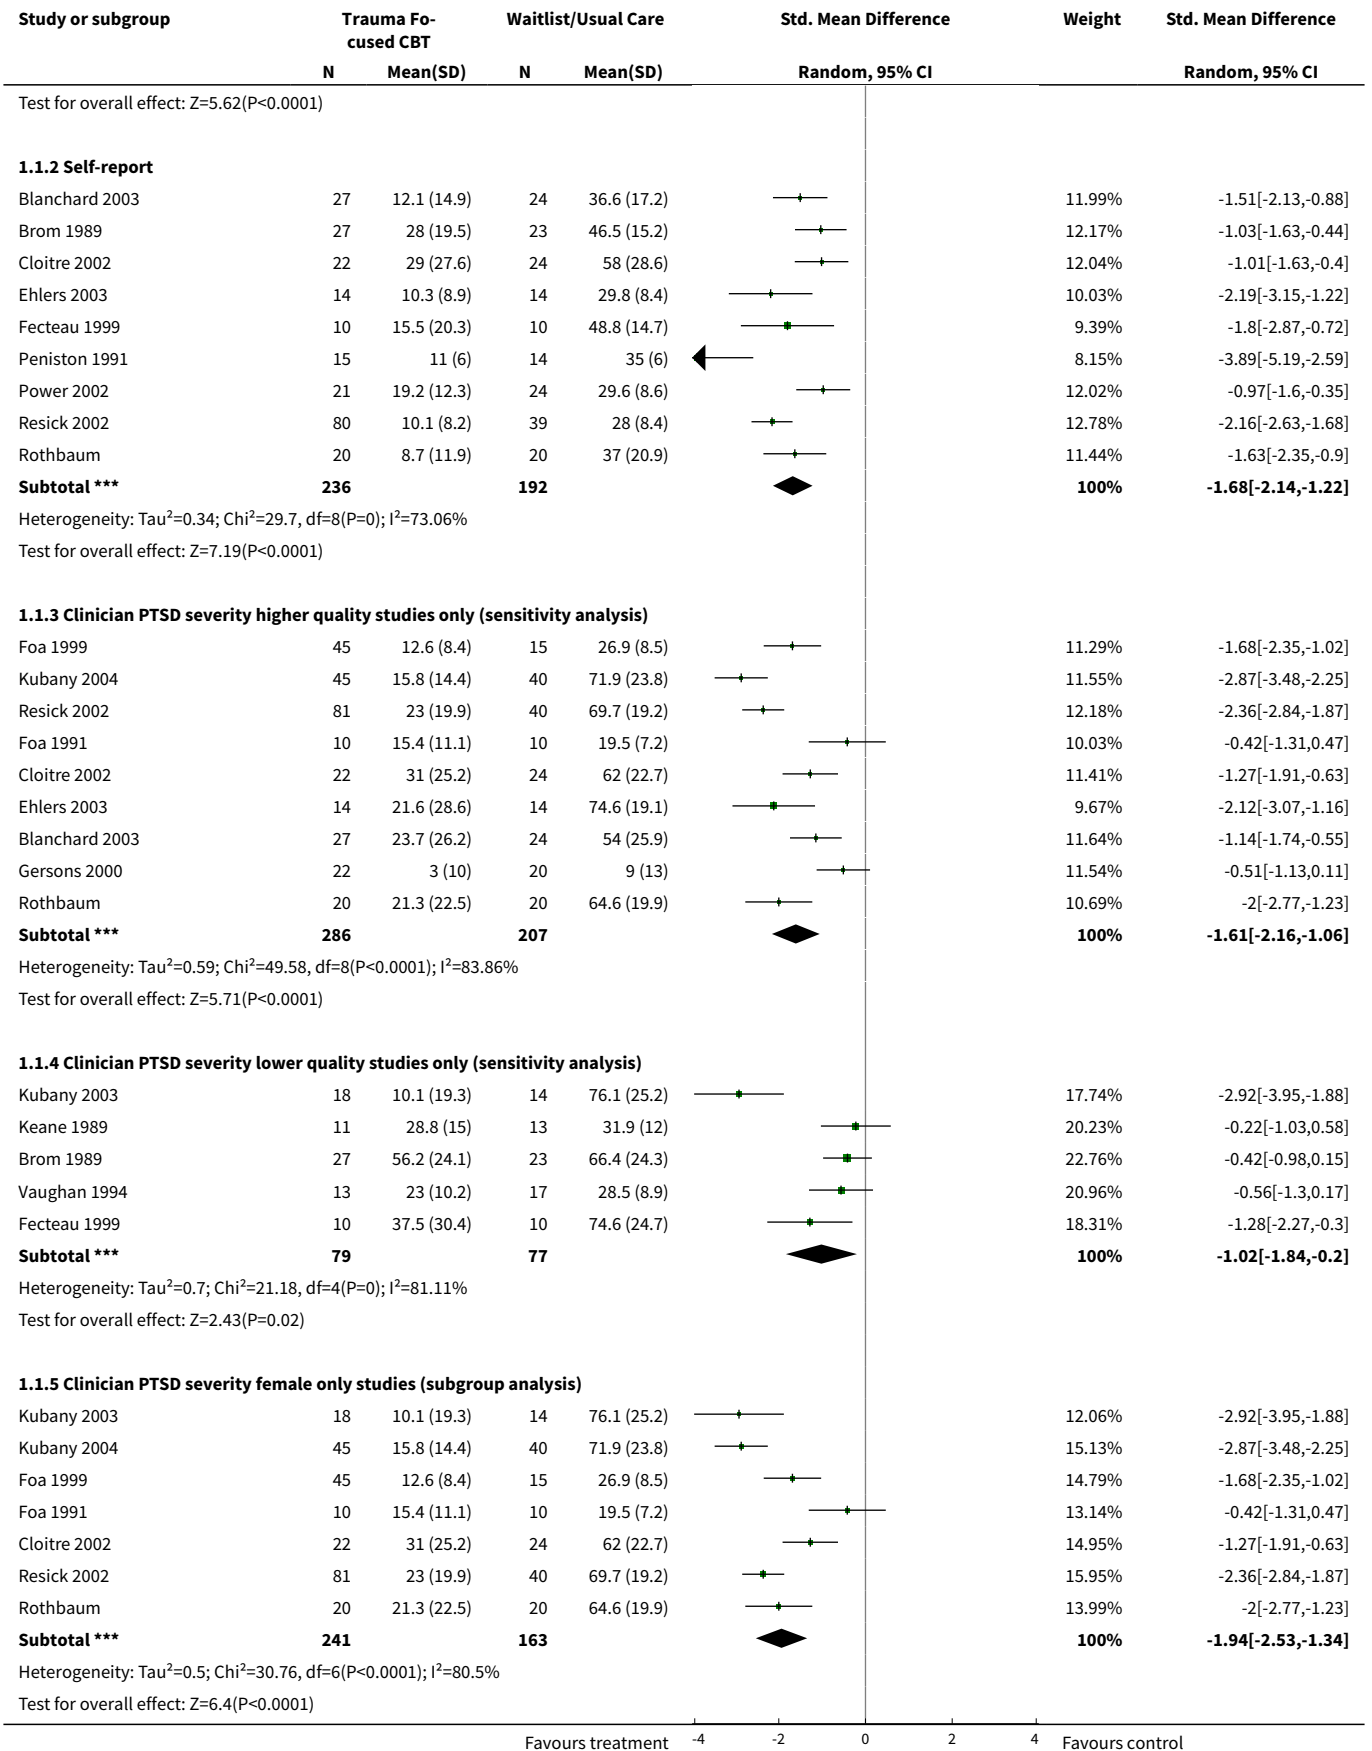 Study or subgroup Trauma Fo- Waitlist/Usual Care Std. Mean Difference Weight Std. Mean Difference
cused CBT
N Mean(SD) N Mean(SD) Random, 95% CI Random, 95% CI
Test for overall effect: Z=5.62(P<0.0001)
1.1.2 Self-report
Blanchard 2003 27 12.1 (14.9) 24 36.6 (17.2) 11.99% -1.51[-2.13,-0.88]
Brom 1989 27 28 (19.5) 23 46.5 (15.2) 12.17% -1.03[-1.63,-0.44]
Cloitre 2002 22 29 (27.6) 24 58 (28.6) 12.04% -1.01[-1.63,-0.4]
Ehlers 2003 14 10.3 (8.9) 14 29.8 (8.4) 10.03% -2.19[-3.15,-1.22]
Fecteau 1999 10 15.5 (20.3) 10 48.8 (14.7) 9.39% -1.8[-2.87,-0.72]
Peniston 1991 15 11 (6) 14 35 (6) 8.15% -3.89[-5.19,-2.59]
Power 2002 21 19.2 (12.3) 24 29.6 (8.6) 12.02% -0.97[-1.6,-0.35]
Resick 2002 80 10.1 (8.2) 39 28 (8.4) 12.78% -2.16[-2.63,-1.68]
Rothbaum 20 8.7 (11.9) 20 37 (20.9) 11.44% -1.63[-2.35,-0.9]
Subtotal *** 236 192 100% -1.68[-2.14,-1.22]
Heterogeneity: Tau²=0.34; Chi²=29.7, df=8(P=0); I²=73.06%
Test for overall effect: Z=7.19(P<0.0001)
1.1.3 Clinician PTSD severity higher quality studies only (sensitivity analysis)
Foa 1999 45 12.6 (8.4) 15 26.9 (8.5) 11.29% -1.68[-2.35,-1.02]
Kubany 2004 45 15.8 (14.4) 40 71.9 (23.8) 11.55% -2.87[-3.48,-2.25]
Resick 2002 81 23 (19.9) 40 69.7 (19.2) 12.18% -2.36[-2.84,-1.87]
Foa 1991 10 15.4 (11.1) 10 19.5 (7.2) 10.03% -0.42[-1.31,0.47]
Cloitre 2002 22 31 (25.2) 24 62 (22.7) 11.41% -1.27[-1.91,-0.63]
Ehlers 2003 14 21.6 (28.6) 14 74.6 (19.1) 9.67% -2.12[-3.07,-1.16]
Blanchard 2003 27 23.7 (26.2) 24 54 (25.9) 11.64% -1.14[-1.74,-0.55]
Gersons 2000 22 3 (10) 20 9 (13) 11.54% -0.51[-1.13,0.11]
Rothbaum 20 21.3 (22.5) 20 64.6 (19.9) 10.69% -2[-2.77,-1.23]
Subtotal *** 286 207 100% -1.61[-2.16,-1.06]
Heterogeneity: Tau²=0.59; Chi²=49.58, df=8(P<0.0001); I²=83.86%
Test for overall effect: Z=5.71(P<0.0001)
1.1.4 Clinician PTSD severity lower quality studies only (sensitivity analysis)
Kubany 2003 18 10.1 (19.3) 14 76.1 (25.2) 17.74% -2.92[-3.95,-1.88]
Keane 1989 11 28.8 (15) 13 31.9 (12) 20.23% -0.22[-1.03,0.58]
Brom 1989 27 56.2 (24.1) 23 66.4 (24.3) 22.76% -0.42[-0.98,0.15]
Vaughan 1994 13 23 (10.2) 17 28.5 (8.9) 20.96% -0.56[-1.3,0.17]
Fecteau 1999 10 37.5 (30.4) 10 74.6 (24.7) 18.31% -1.28[-2.27,-0.3]
Subtotal *** 79 77 100% -1.02[-1.84,-0.2]
Heterogeneity: Tau²=0.7; Chi²=21.18, df=4(P=0); I²=81.11%
Test for overall effect: Z=2.43(P=0.02)
1.1.5 Clinician PTSD severity female only studies (subgroup analysis)
Kubany 2003 18 10.1 (19.3) 14 76.1 (25.2) 12.06% -2.92[-3.95,-1.88]
Kubany 2004 45 15.8 (14.4) 40 71.9 (23.8) 15.13% -2.87[-3.48,-2.25]
Foa 1999 45 12.6 (8.4) 15 26.9 (8.5) 14.79% -1.68[-2.35,-1.02]
Foa 1991 10 15.4 (11.1) 10 19.5 (7.2) 13.14% -0.42[-1.31,0.47]
Cloitre 2002 22 31 (25.2) 24 62 (22.7) 14.95% -1.27[-1.91,-0.63]
Resick 2002 81 23 (19.9) 40 69.7 (19.2) 15.95% -2.36[-2.84,-1.87]
Rothbaum 20 21.3 (22.5) 20 64.6 (19.9) 13.99% -2[-2.77,-1.23]
Subtotal *** 241 163 100% -1.94[-2.53,-1.34]
Heterogeneity: Tau²=0.5; Chi²=30.76, df=6(P<0.0001); I²=80.5%
Test for overall effect: Z=6.4(P<0.0001)
Favours treatment -4 -2 0 2 4 Favours control